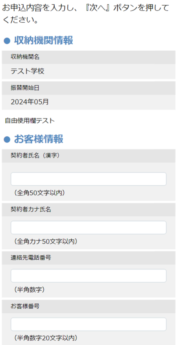 お申込内容を入力し、『次へ』ボタンを押して
ください。
収納機関情報
収納機関名
テスト学校
振替開始日
2024年05月
自由使用欄テスト
お客様情報
契約者氏名（漢字）
（全角50文字以内）
契約者カナ氏名
（全角カナ50文字以内）
連絡先電話番号
（半角数字）
お客様番号
（半角数字20文字以内）